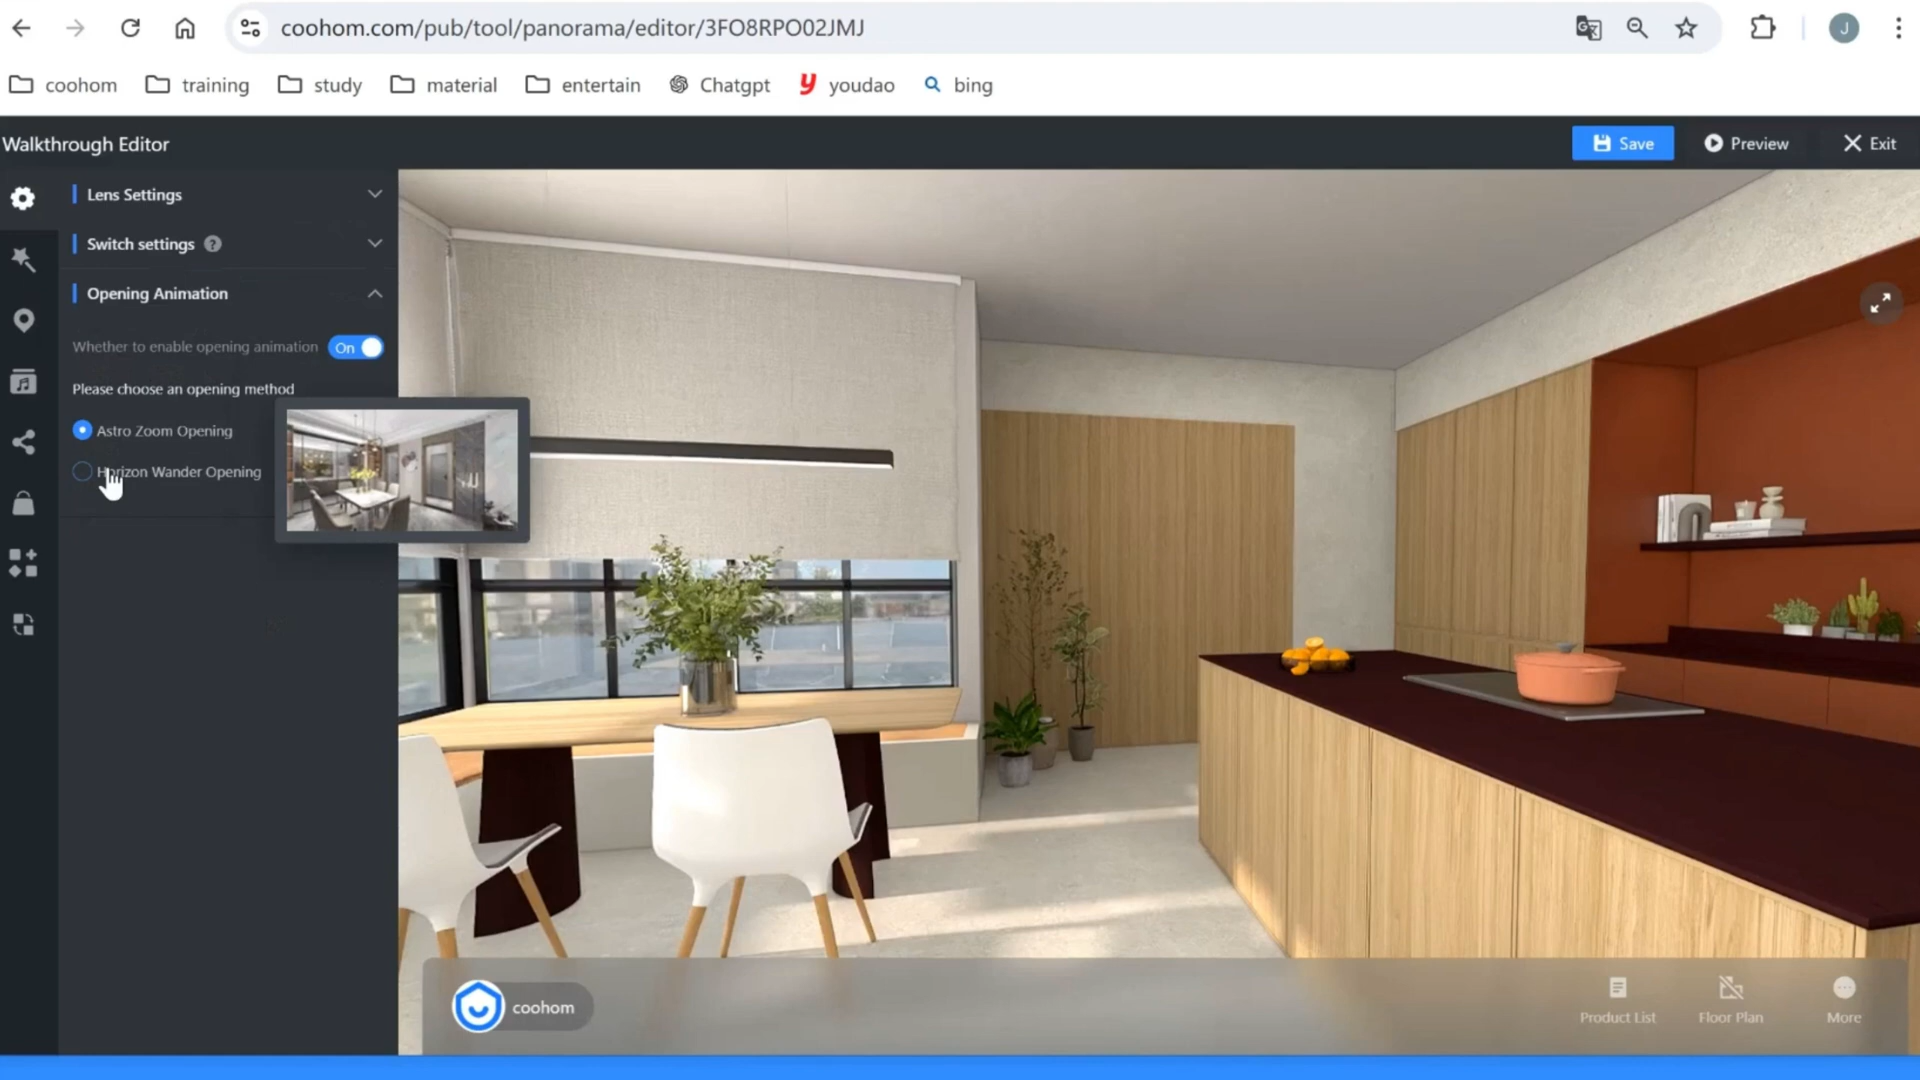 coohom.com/pub/tool/panorama/editor/3FO8RPO02JMJ
J
coohom
training
study
material
entertain
Chatgpt
youdao
bing
Walkthrough Editor
Save
Preview
Exit
Lens Settings
Switch settings ?
Opening Animation
Whether to enable opening animation On
Please choose an opening method
Astro Zoom Opening
Horizon Wander Opening
coohom
Product List
Floor Plan
More